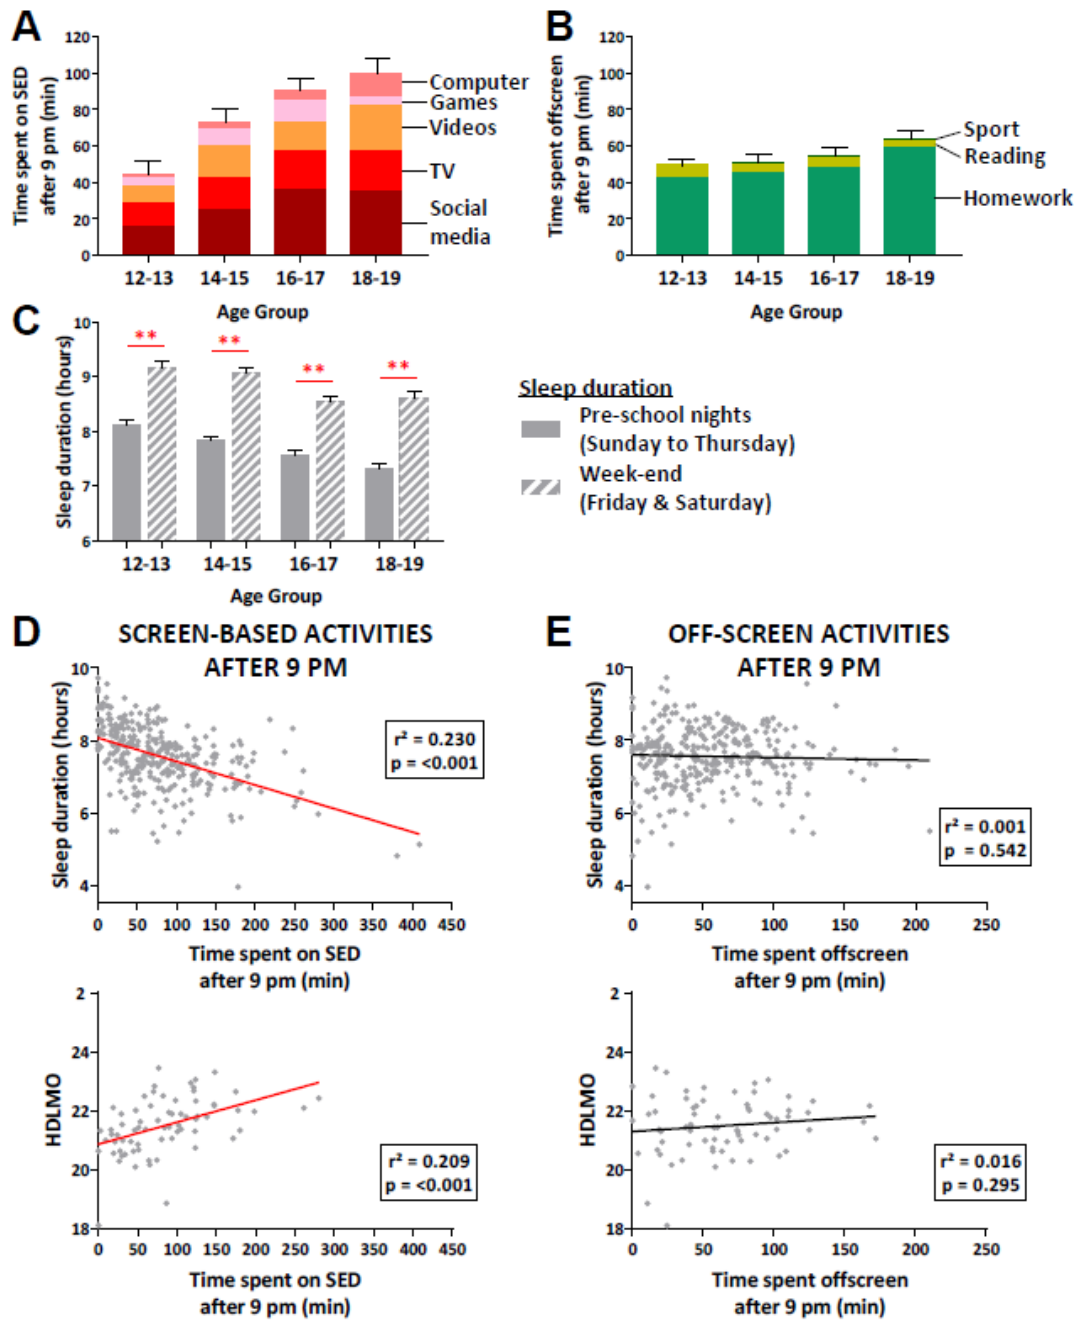 A
Time spent on SED
after 9 pm (min)
120
100
80
60
40
20
0
Computer
Games
Videos
TV
Social
media
12-13 14-15 16-17 18-19
Age Group
B
Time spent offscreen
after 9 pm (min)
120
100
80
60
40
20
0
Sport
Reading
Homework
12-13 14-15 16-17 18-19
Age Group
C
Sleep duration (hours)
10
9
8
7
6
** ** ** **
12-13 14-15 16-17 18-19
Age Group
Sleep duration
Pre-school nights
(Sunday to Thursday)
Week-end
(Friday & Saturday)
D
SCREEN-BASED ACTIVITIES
AFTER 9 PM
Sleep duration (hours)
10
8
6
4
r² = 0.230
p = <0.001
0 50 100 150 200 250 300 350 400 450
Time spent on SED
after 9 pm (min)
HDLMO
2
24
22
20
18
r² = 0.209
p = <0.001
0 50 100 150 200 250 300 350 400 450
Time spent on SED
after 9 pm (min)
E
OFF-SCREEN ACTIVITIES
AFTER 9 PM
Sleep duration (hours)
10
8
6
4
r² = 0.001
p = 0.542
0 50 100 150 200 250
Time spent offscreen
after 9 pm (min)
HDLMO
2
24
22
20
18
r² = 0.016
p = 0.295
0 50 100 150 200 250
Time spent offscreen
after 9 pm (min)